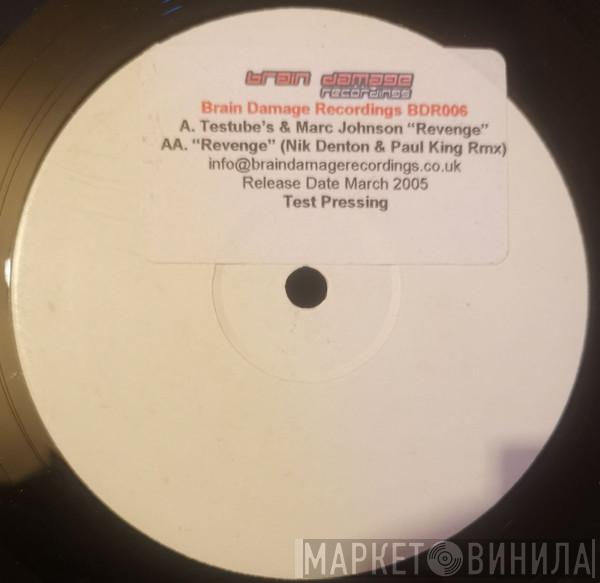 brain damage
recordings
Brain Damage Recordings BDR006
A. Testube's & Marc Johnson "Revenge"
AA. "Revenge" (Nik Denton & Paul King Rmx)
info@braindamagerecordings.co.uk
Release Date March 2005
Test Pressing
МАРКЕТ ВИНИЛА